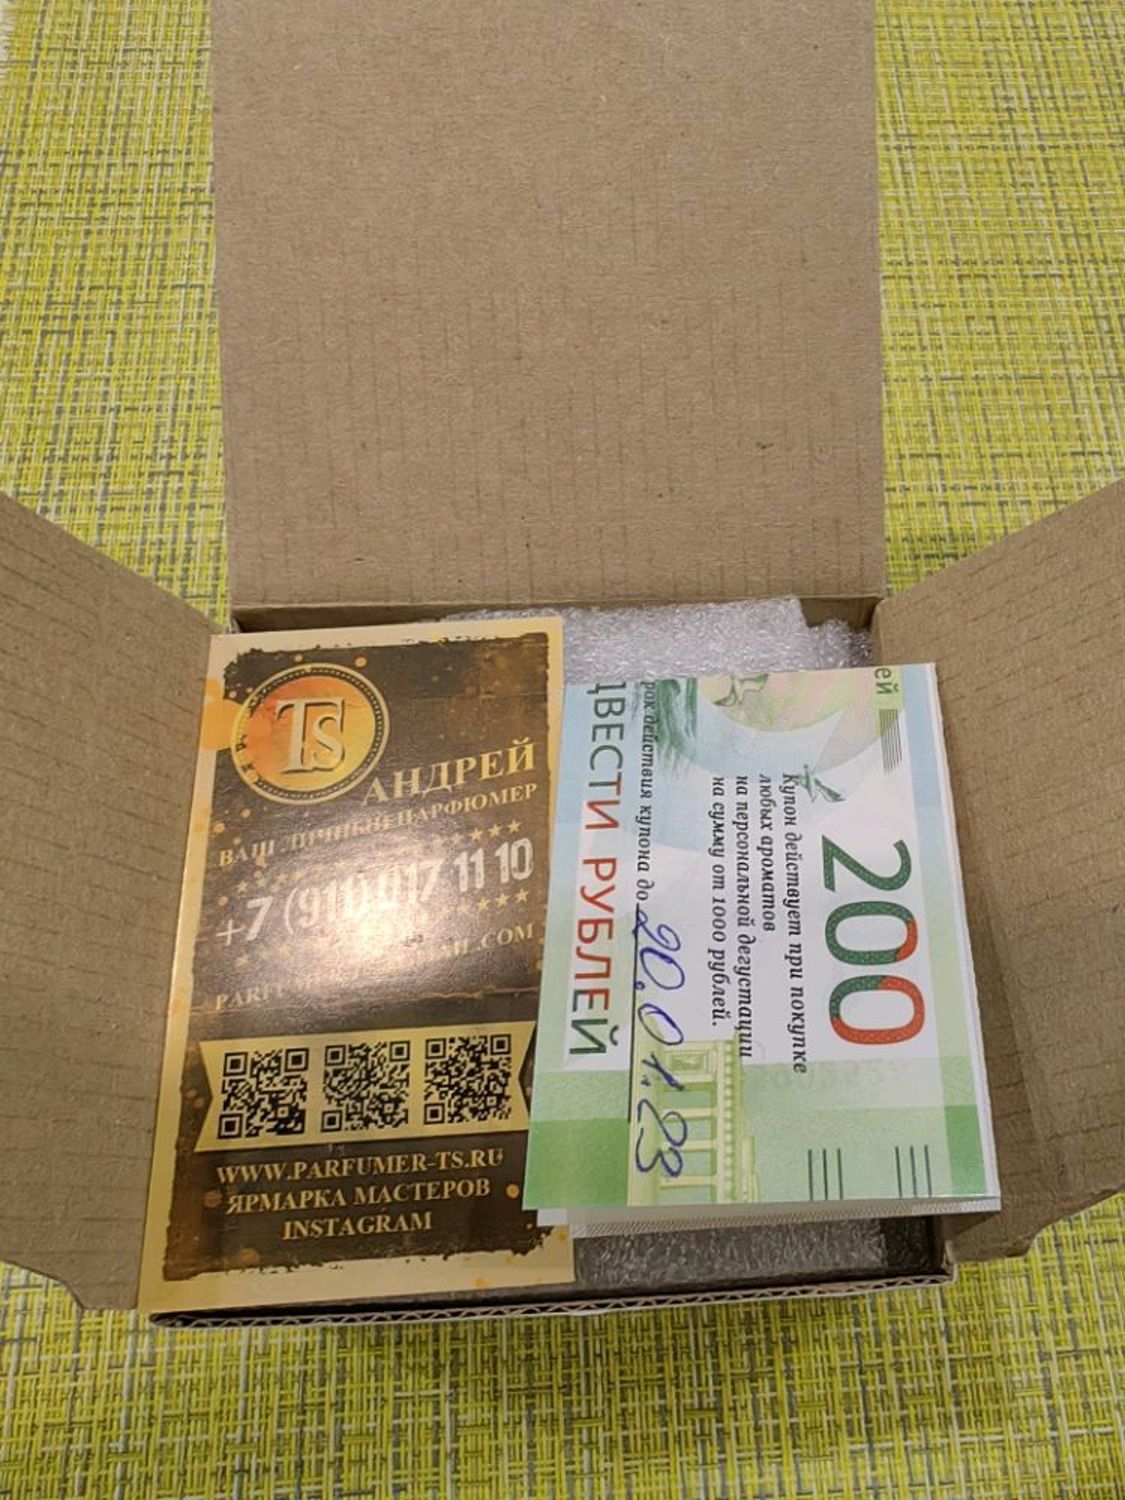 TS
АНДРЕЙ
ВАШ ЛИЧНЫЙ ПАРФЮМЕР
+7 (911) 017 11 10
.COM
WWW.PARFUMER-TS.RU
ЯРМАРКА МАСТЕРОВ
INSTAGRAM
ей
200
Купон действует при покупке
любых ароматов
на персональной дегустации
на сумму от 1000 рублей.
действия купона до 20.01.23
ДВЕСТИ РУБЛЕЙ